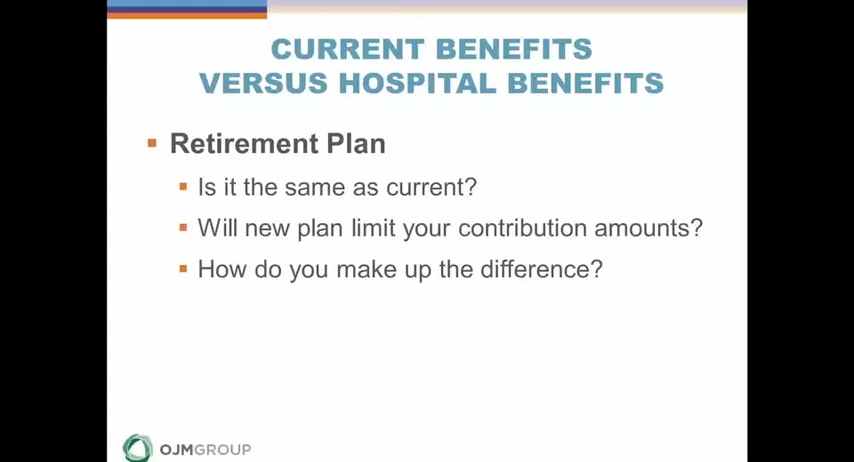 CURRENT BENEFITS
VERSUS HOSPITAL BENEFITS
Retirement Plan
Is it the same as current?
Will new plan limit your contribution amounts?
How do you make up the difference?
OJMGROUP